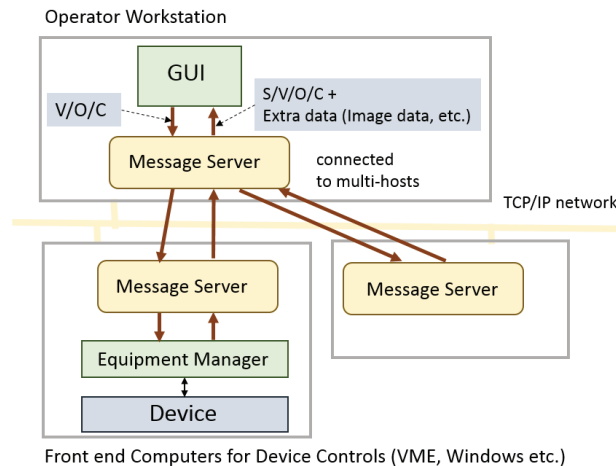 Operator Workstation
GUI
V/O/C
S/V/O/C +
Extra data (Image data, etc.)
Message Server
connected
to multi-hosts
TCP/IP network
Message Server
Message Server
Equipment Manager
Device
Front end Computers for Device Controls (VME, Windows etc.)